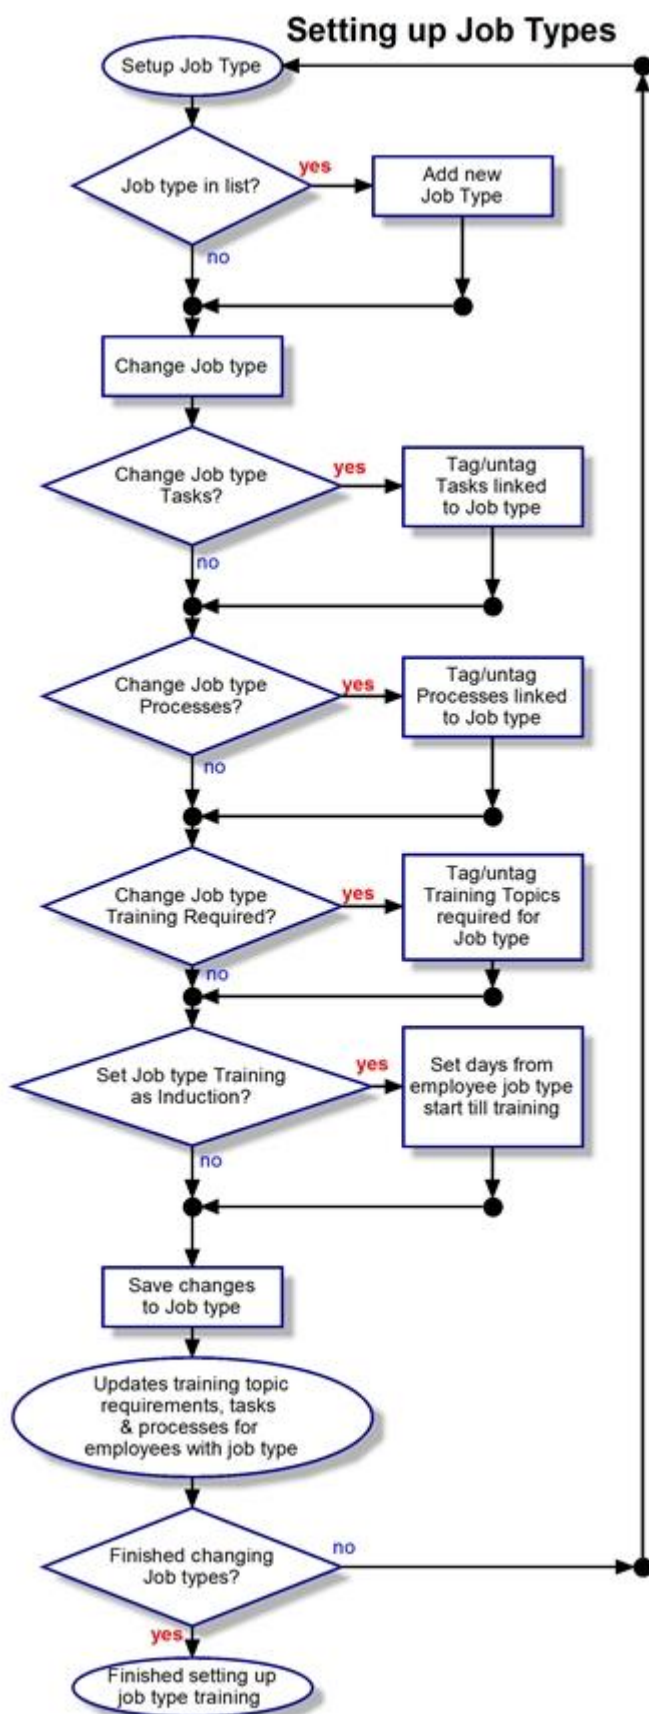 Setting up Job Types
Setup Job Type
Job type in list?
yes
Add new
Job Type
no
Change Job type
Change Job type
Tasks?
yes
Tag/untag
Tasks linked
to Job type
no
Change Job type
Processes?
yes
Tag/untag
Processes linked
to Job type
no
Change Job type
Training Required?
yes
Tag/untag
Training Topics
required for
Job type
no
Set Job type Training
as Induction?
yes
Set days from
employee job type
start till training
no
Save changes
to Job type
Updates training topic
requirements, tasks
& processes for
employees with job type
Finished changing
Job types?
no
yes
Finished setting up
job type training